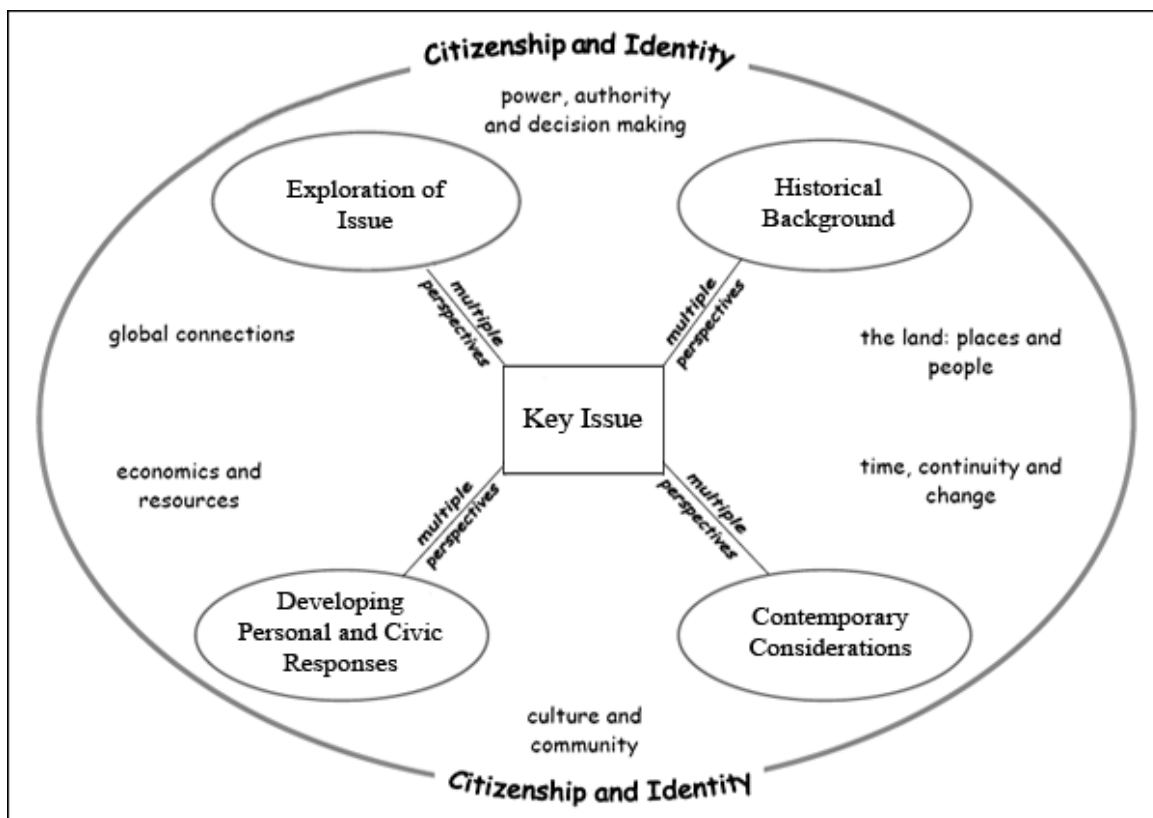 Citizenship and Identity
power, authority
and decision making
Exploration of
Issue
Historical
Background
multiple
perspectives
multiple
perspectives
global connections
the land: places and
people
Key Issue
economics and
resources
time, continuity and
change
multiple
perspectives
multiple
perspectives
Developing
Personal and Civic
Responses
Contemporary
Considerations
culture and
community
Citizenship and Identity